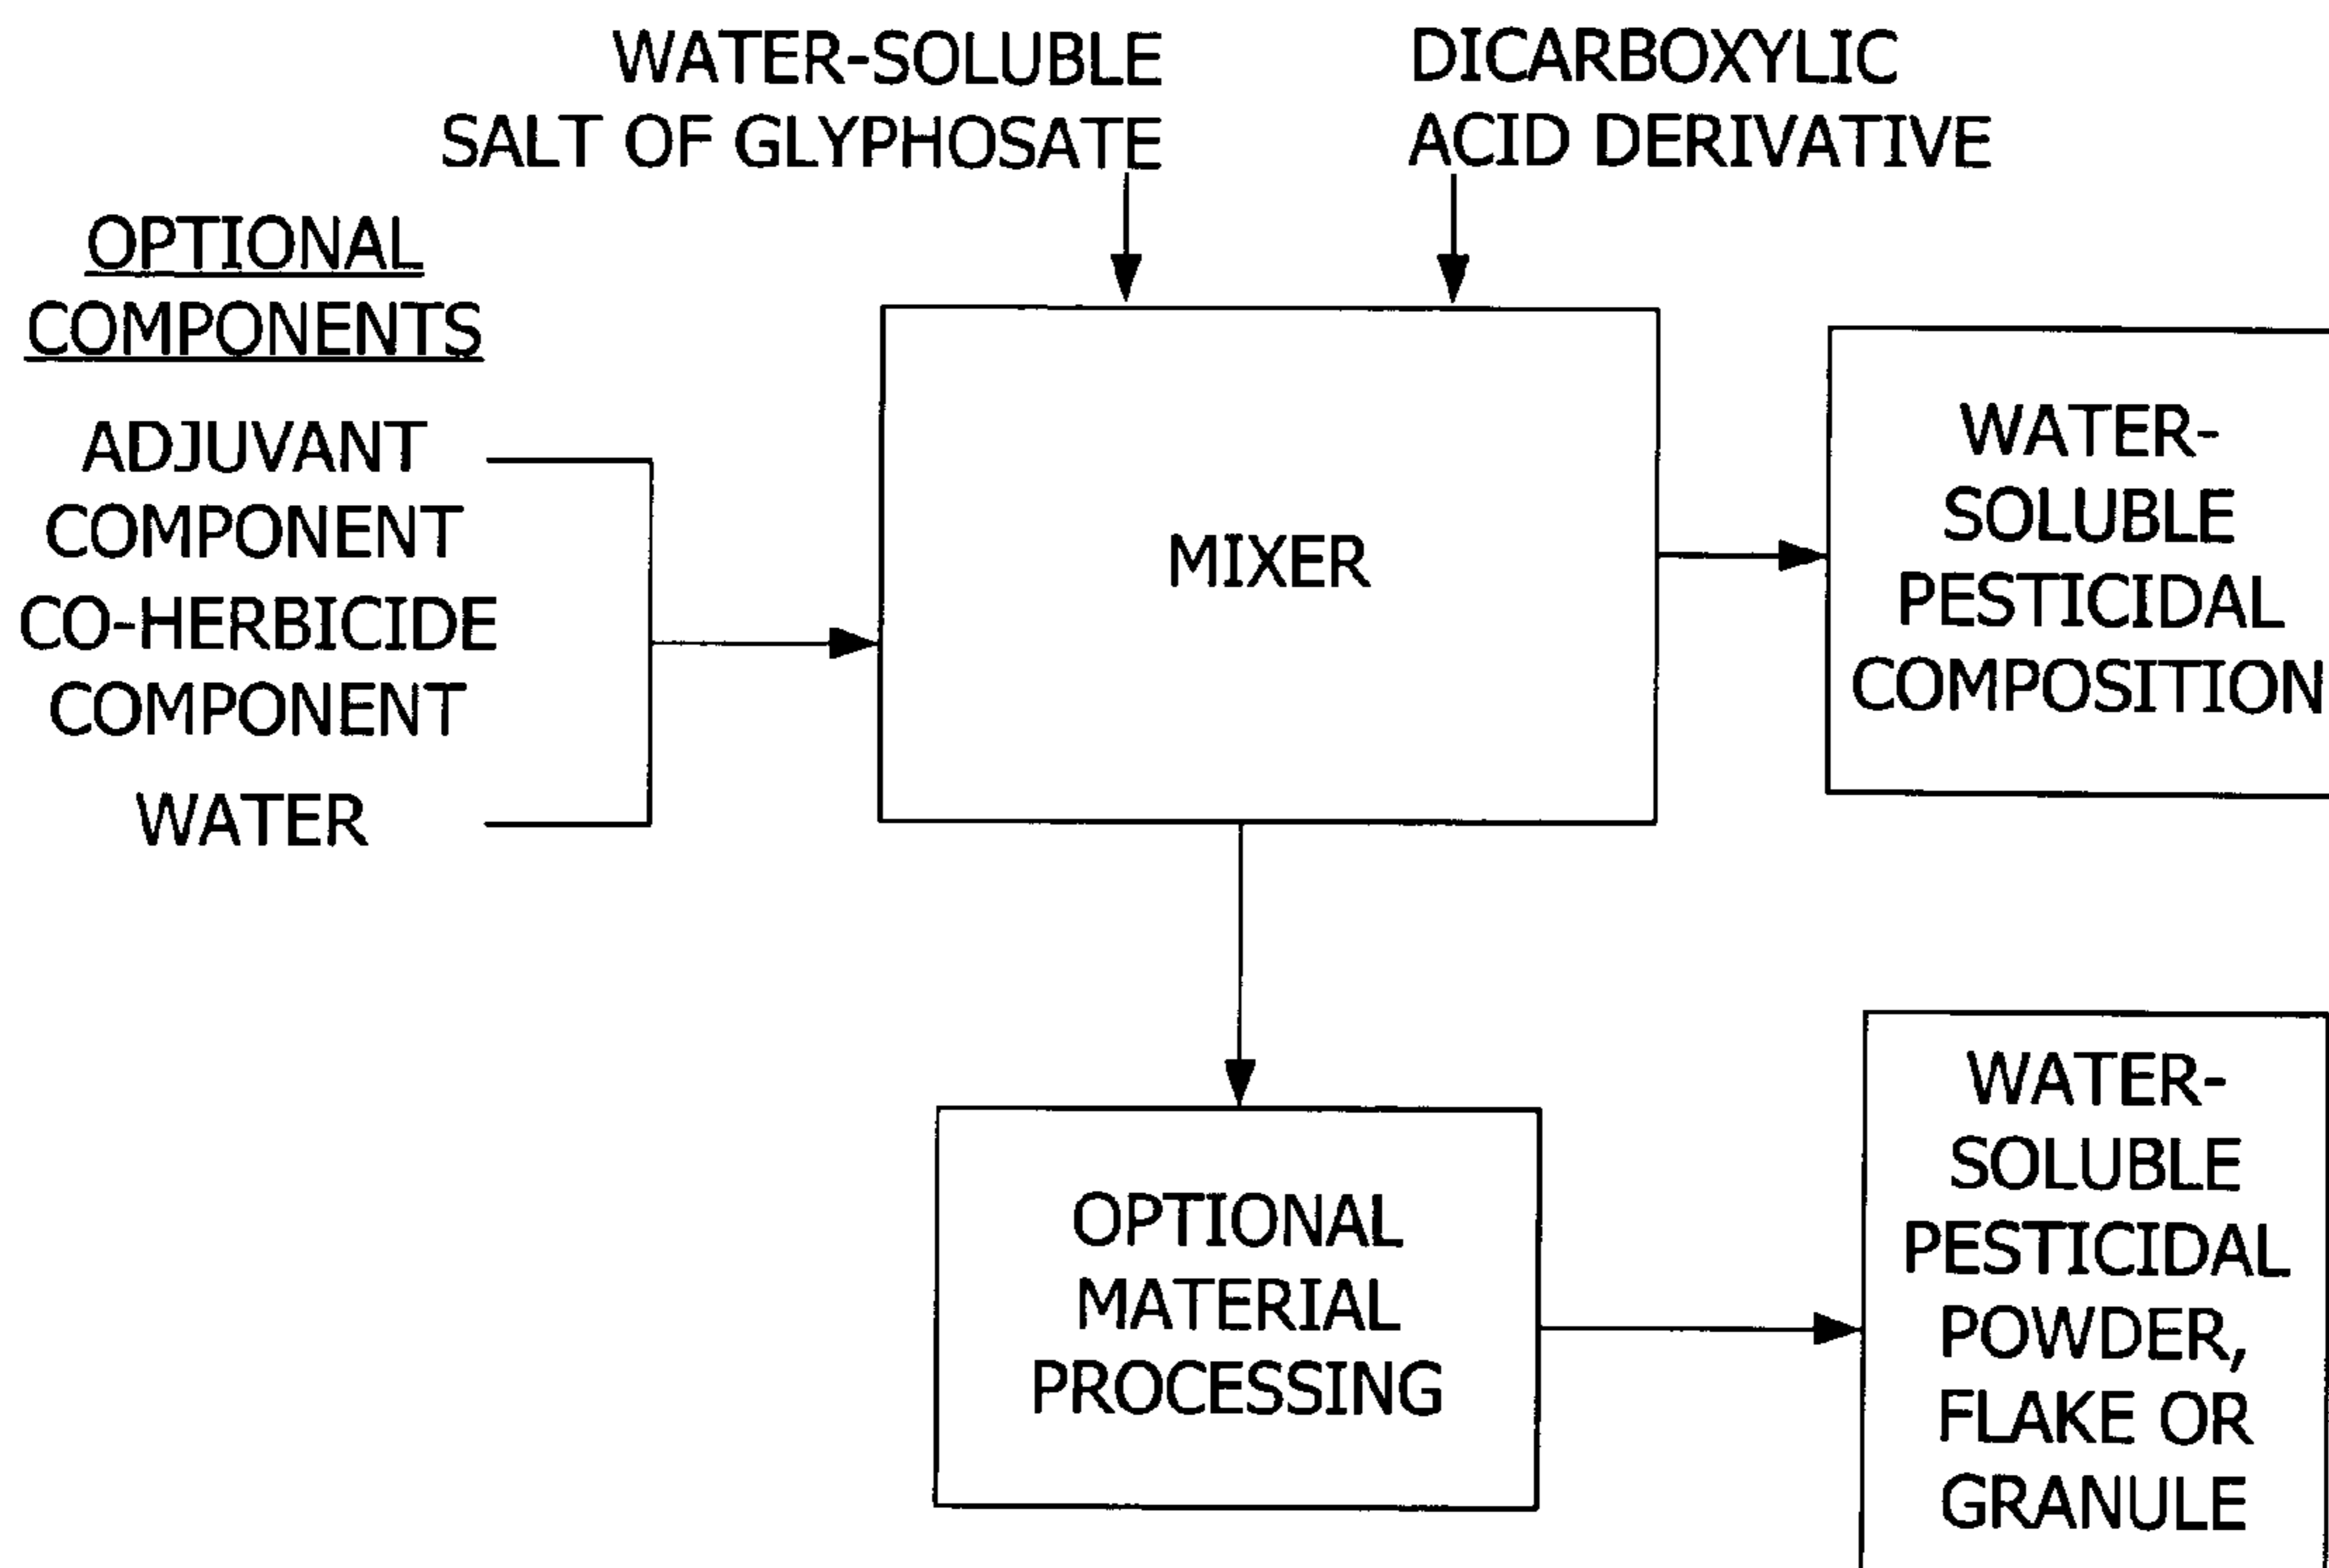 WATER-SOLUBLE
SALT OF GLYPHOSATE
DICARBOXYLIC
ACID DERIVATIVE
OPTIONAL
COMPONENTS
ADJUVANT
COMPONENT
CO-HERBICIDE
COMPONENT
WATER
MIXER
WATER-
SOLUBLE
PESTICIDAL
COMPOSITION
OPTIONAL
MATERIAL
PROCESSING
WATER-
SOLUBLE
PESTICIDAL
POWDER,
FLAKE OR
GRANULE